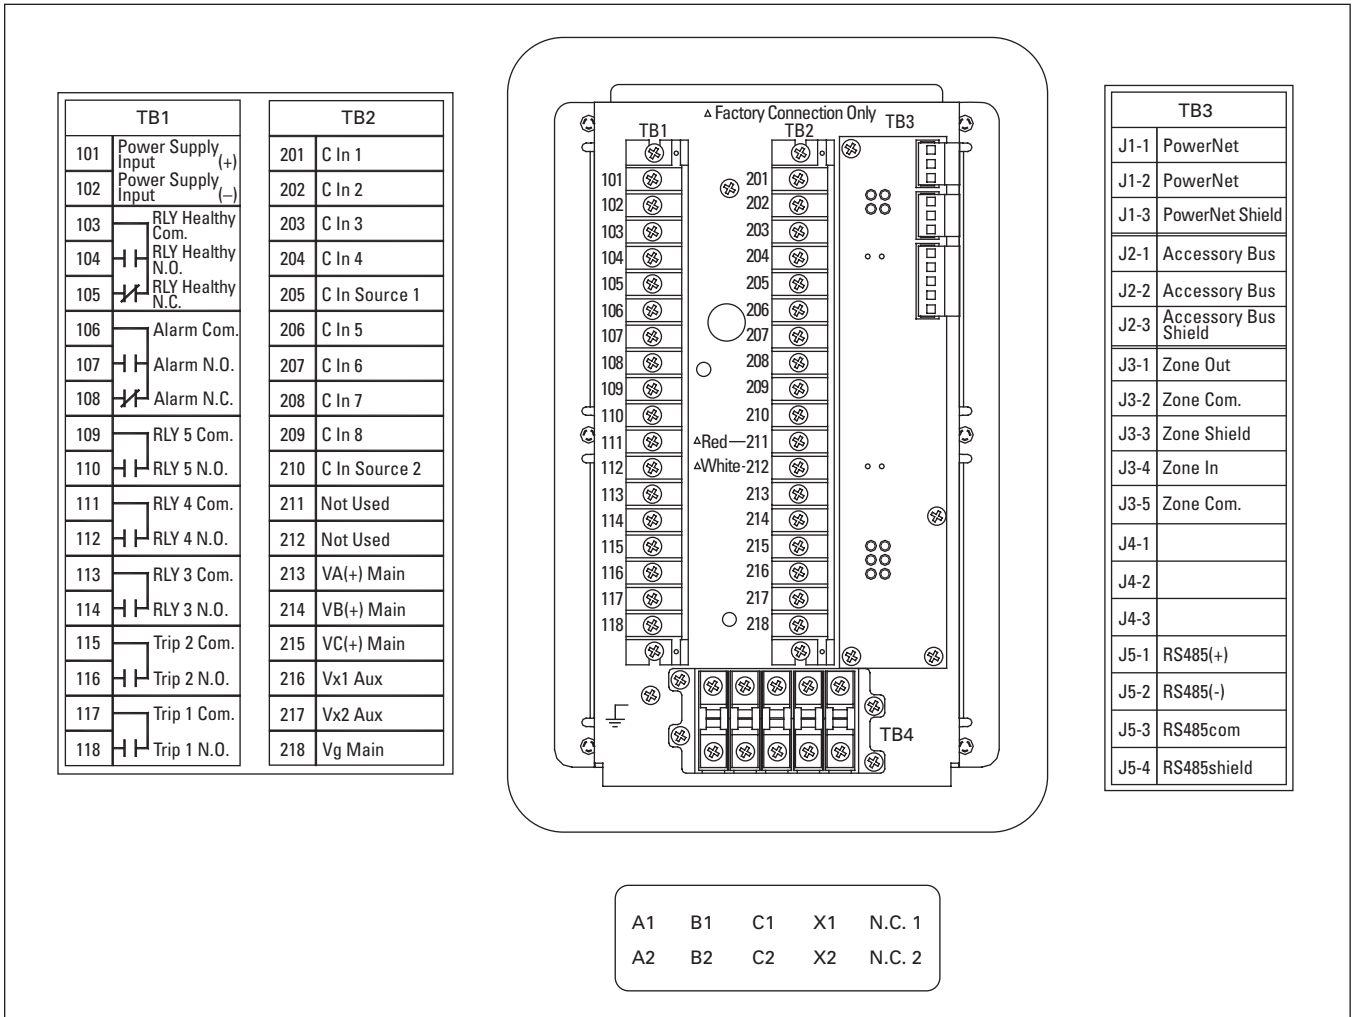 TB1
101 Power Supply Input (+)
102 Power Supply Input (–)
103 RLY Healthy Com.
104 RLY Healthy N.O.
105 RLY Healthy N.C.
106 Alarm Com.
107 Alarm N.O.
108 Alarm N.C.
109 RLY 5 Com.
110 RLY 5 N.O.
111 RLY 4 Com.
112 RLY 4 N.O.
113 RLY 3 Com.
114 RLY 3 N.O.
115 Trip 2 Com.
116 Trip 2 N.O.
117 Trip 1 Com.
118 Trip 1 N.O.
TB2
201 C In 1
202 C In 2
203 C In 3
204 C In 4
205 C In Source 1
206 C In 5
207 C In 6
208 C In 7
209 C In 8
210 C In Source 2
211 Not Used
212 Not Used
213 VA(+) Main
214 VB(+) Main
215 VC(+) Main
216 Vx1 Aux
217 Vx2 Aux
218 Vg Main
∆ Factory Connection Only
TB1 TB2 TB3
101 201
102 202
103 203
104 204
105 205
106 206
107 207
108 208
109 209
110 210
111 ∆Red 211
112 ∆White 212
113 213
114 214
115 215
116 216
117 217
118 218
TB4
TB3
J1-1 PowerNet
J1-2 PowerNet
J1-3 PowerNet Shield
J2-1 Accessory Bus
J2-2 Accessory Bus
J2-3 Accessory Bus Shield
J3-1 Zone Out
J3-2 Zone Com.
J3-3 Zone Shield
J3-4 Zone In
J3-5 Zone Com.
J4-1
J4-2
J4-3
J5-1 RS485(+)
J5-2 RS485(-)
J5-3 RS485com
J5-4 RS485shield
A1 B1 C1 X1 N.C. 1
A2 B2 C2 X2 N.C. 2